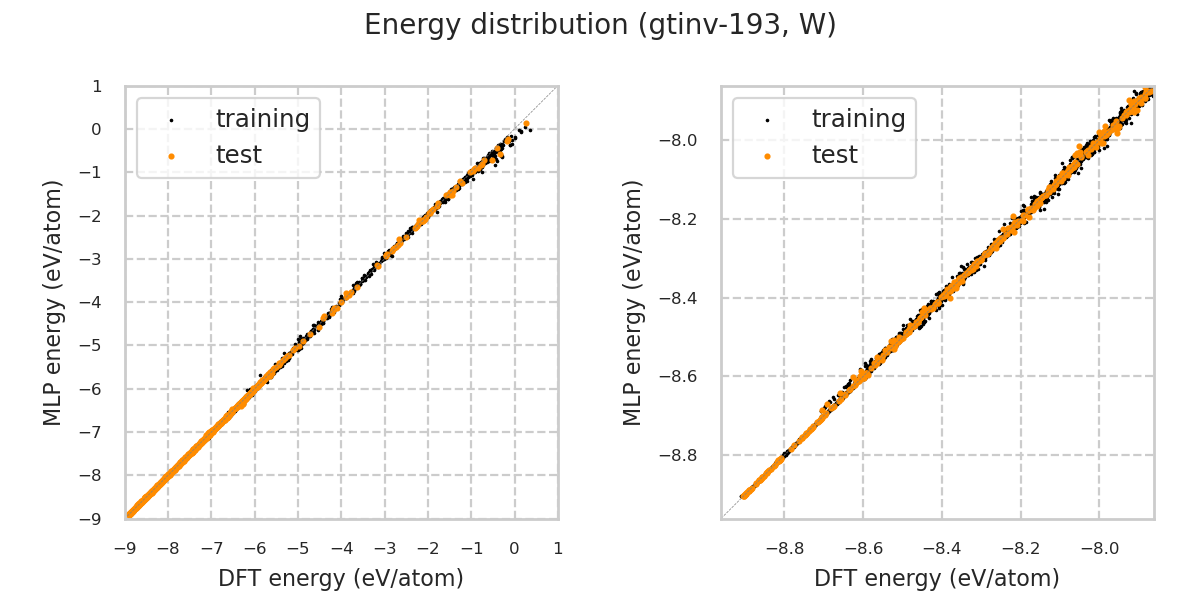 Energy distribution (gtinv-193, W)
MLP energy (eV/atom)
1
0
−1
−2
−3
−4
−5
−6
−7
−8
−9
training
test
−9 −8 −7 −6 −5 −4 −3 −2 −1 0 1
DFT energy (eV/atom)
MLP energy (eV/atom)
−8.0
−8.2
−8.4
−8.6
−8.8
training
test
−8.8 −8.6 −8.4 −8.2 −8.0
DFT energy (eV/atom)